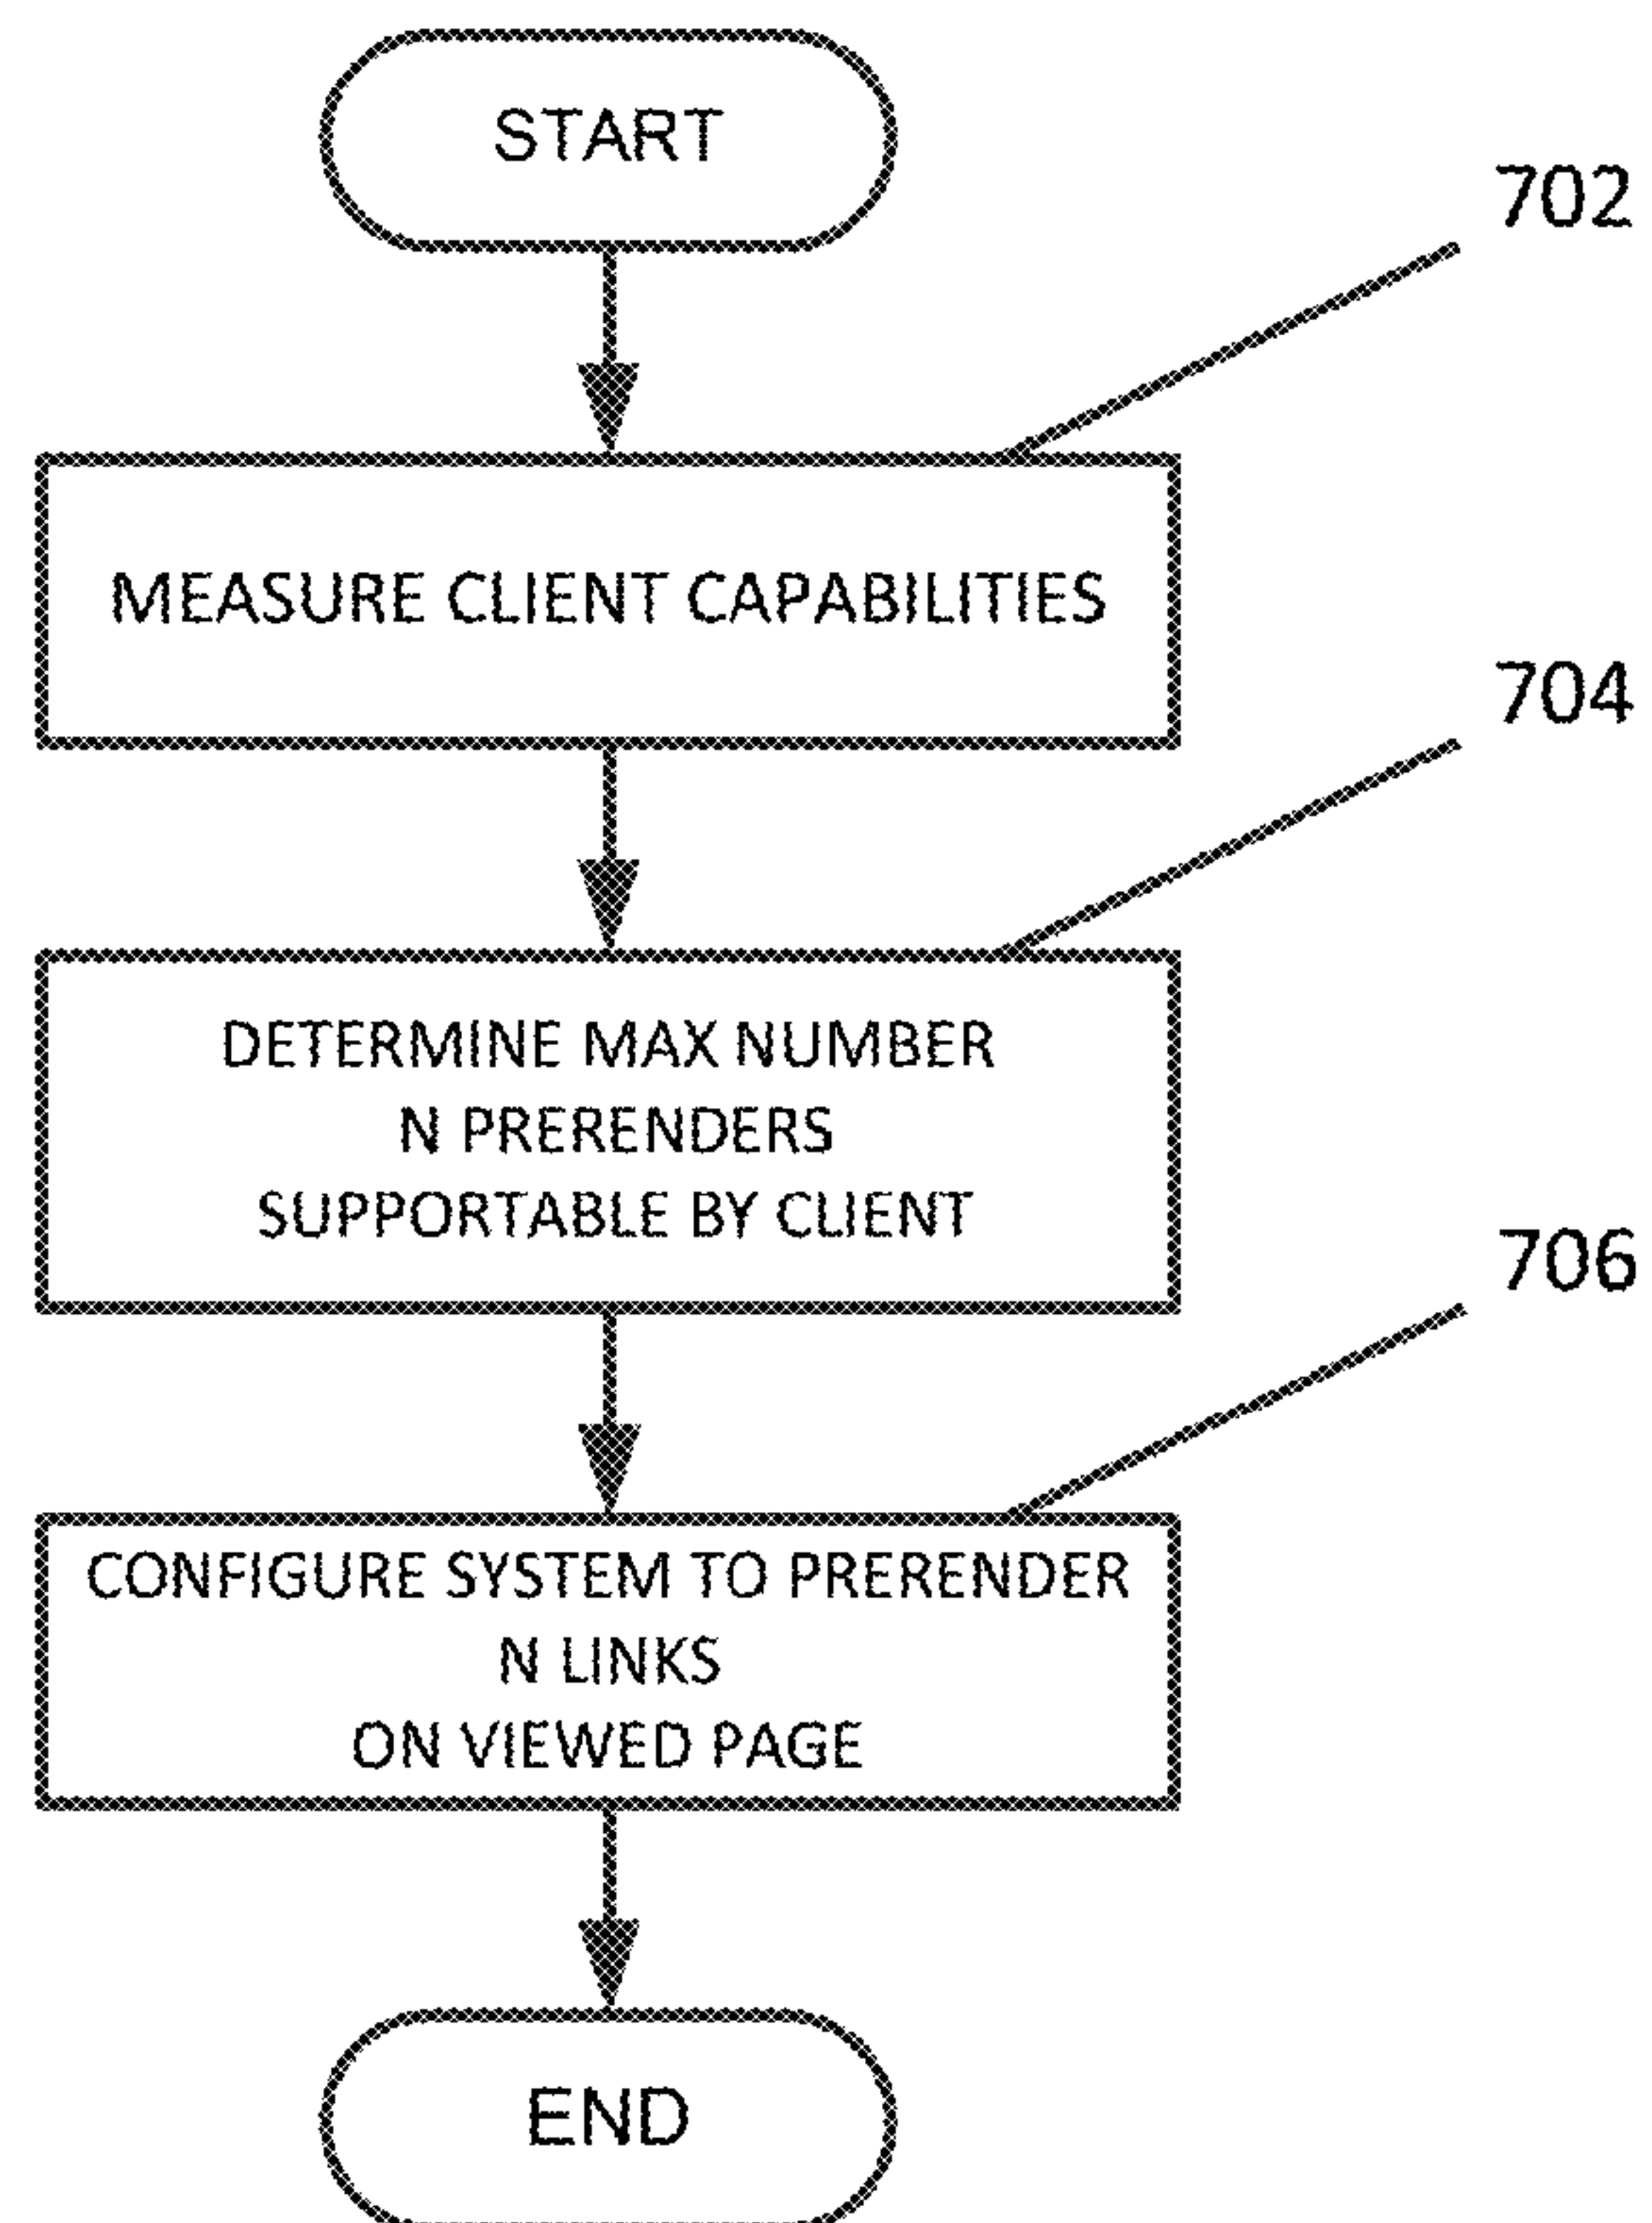 START
702
MEASURE CLIENT CAPABILITIES
704
DETERMINE MAX NUMBER
N PRERENDERS
SUPPORTABLE BY CLIENT
706
CONFIGURE SYSTEM TO PRERENDER
N LINKS
ON VIEWED PAGE
END